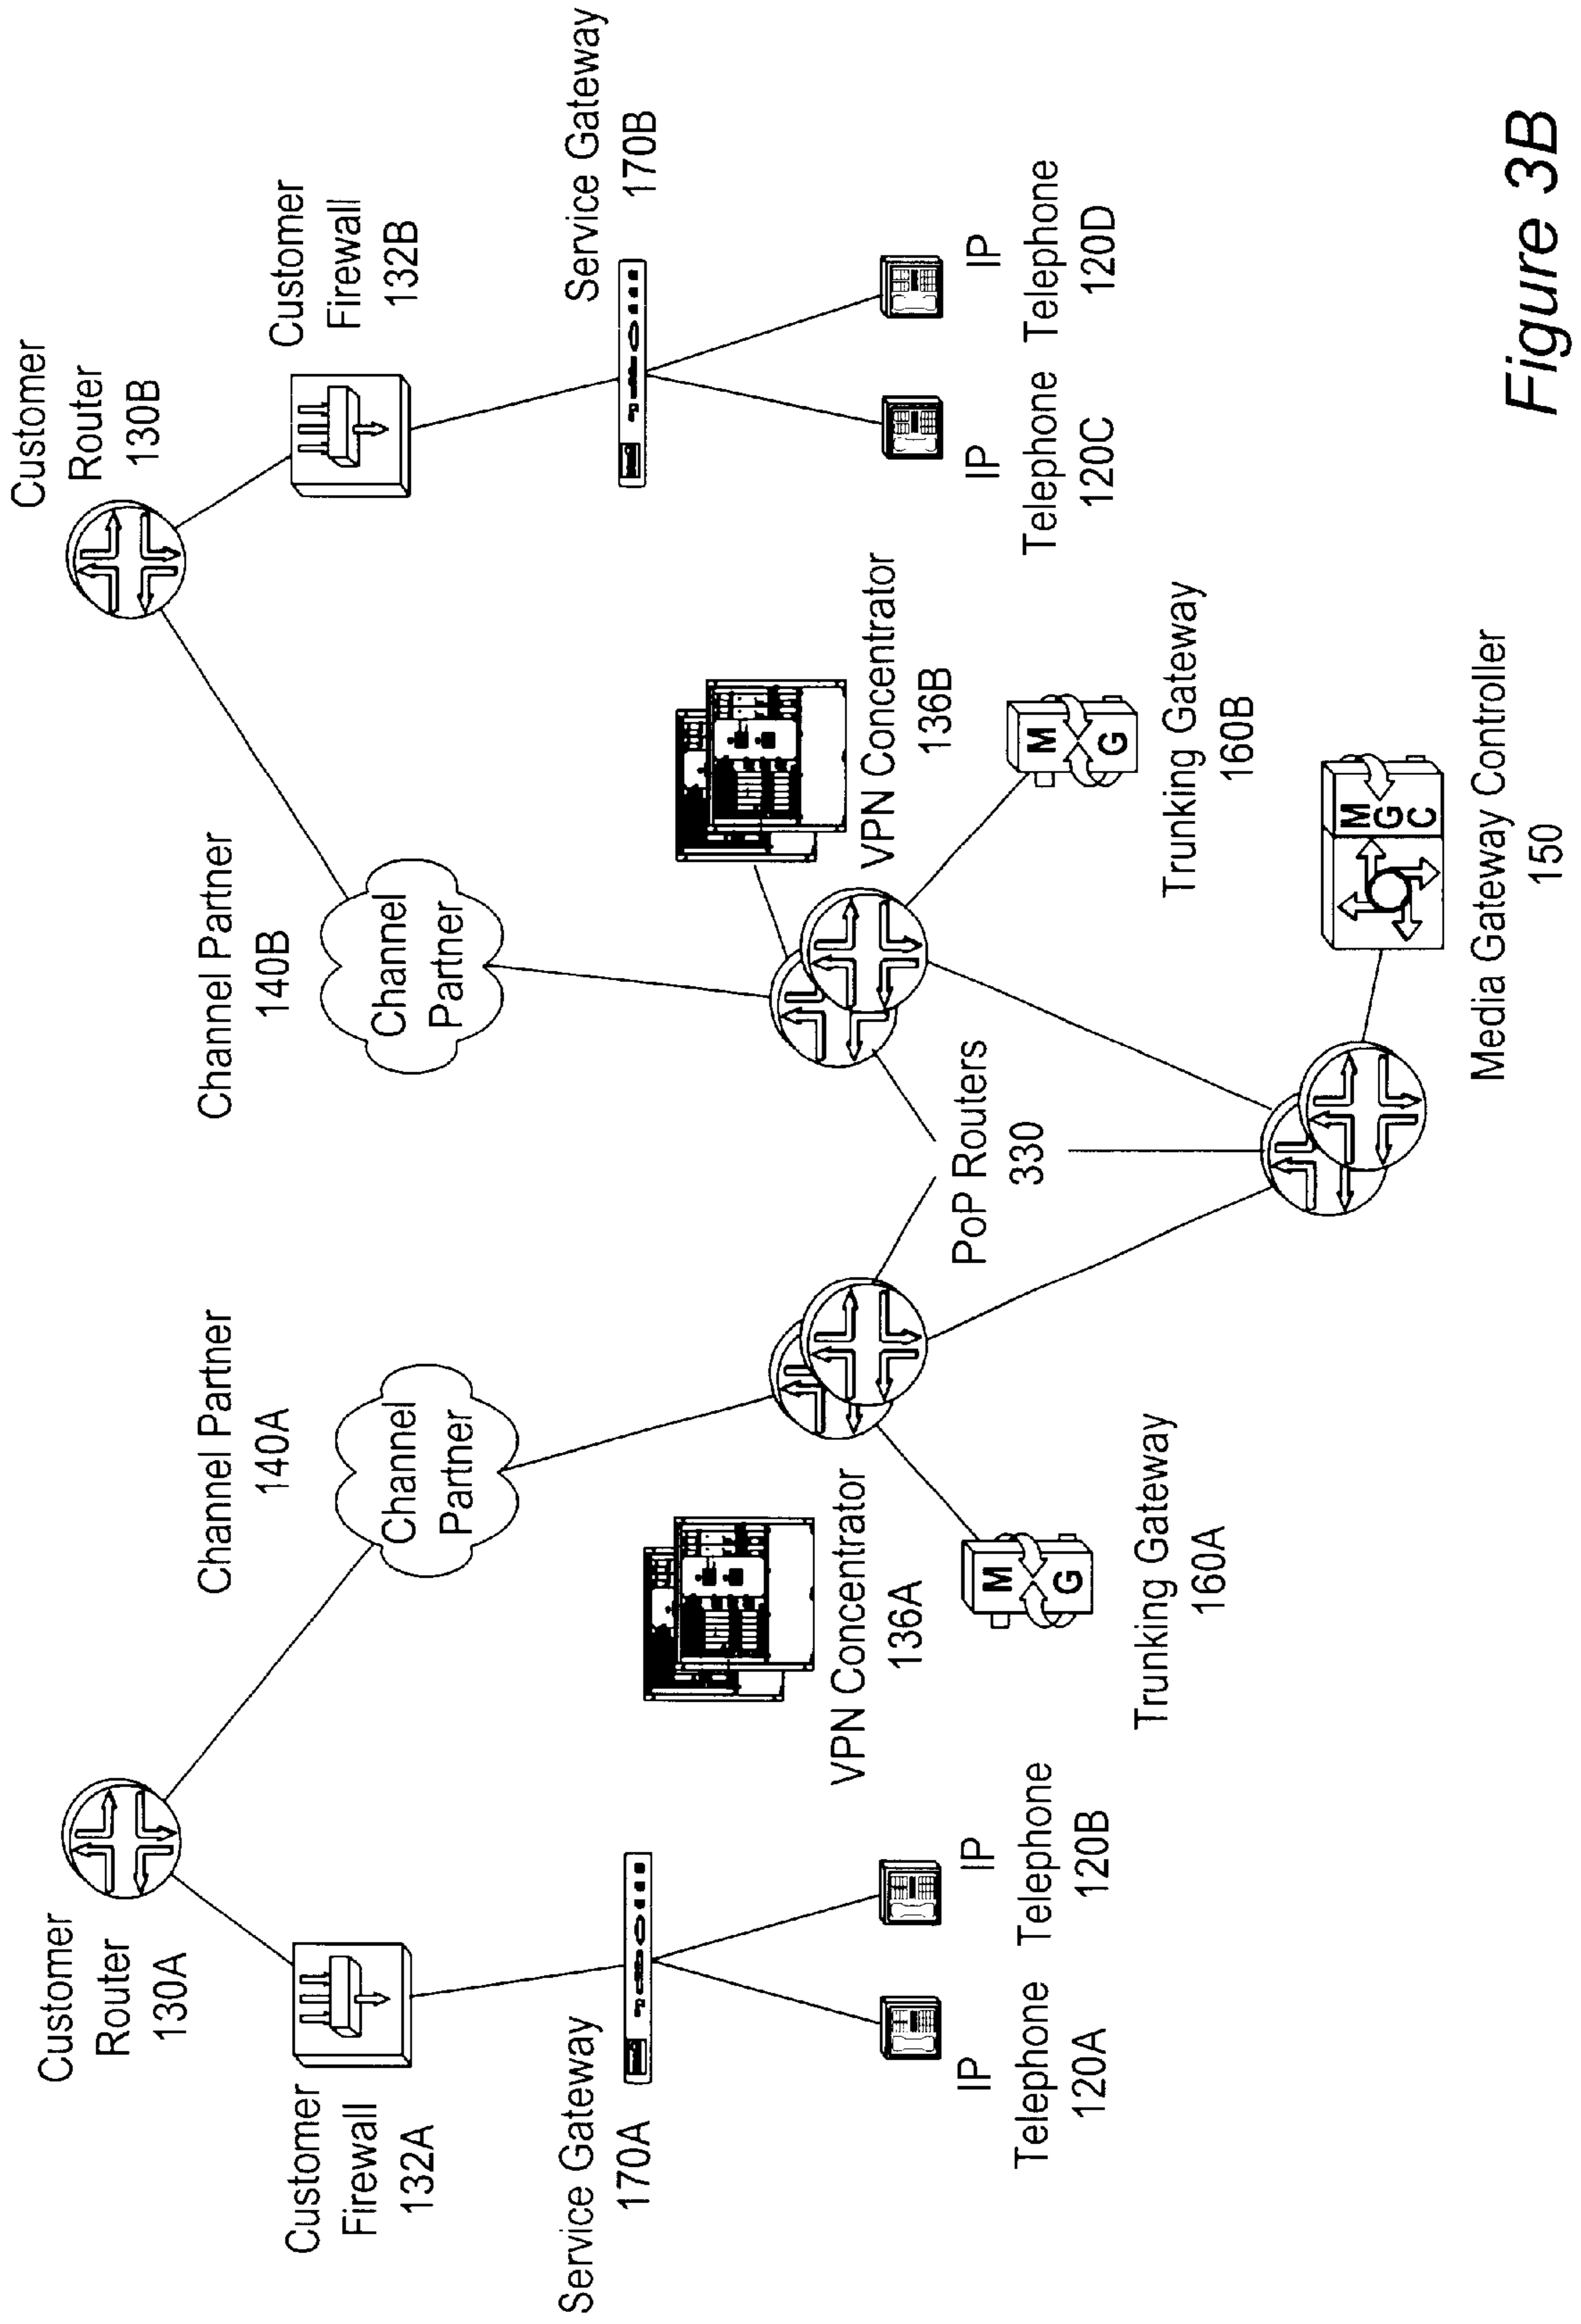 Customer
Router
130A
Customer
Router
130B
Channel Partner
140A
Channel Partner
140B
Customer
Firewall
132A
Customer
Firewall
132B
Channel
Partner
Channel
Partner
Service Gateway
170A
Service Gateway
170B
VPN Concentrator
136A
VPN Concentrator
136B
IP
Telephone
120A
IP
Telephone
120B
PoP Routers
330
IP
Telephone
120C
IP
Telephone
120D
M
G
M
G
Trunking Gateway
160A
Trunking Gateway
160B
M
G
C
Media Gateway Controller
150
Figure 3B